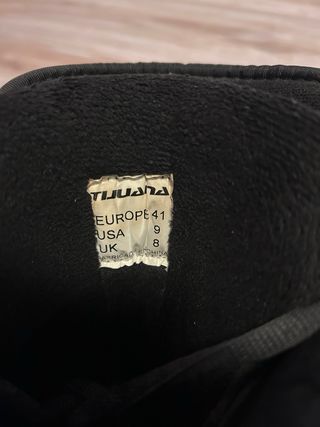 TIJUANA
EUROPE 41
USA 9
UK 8